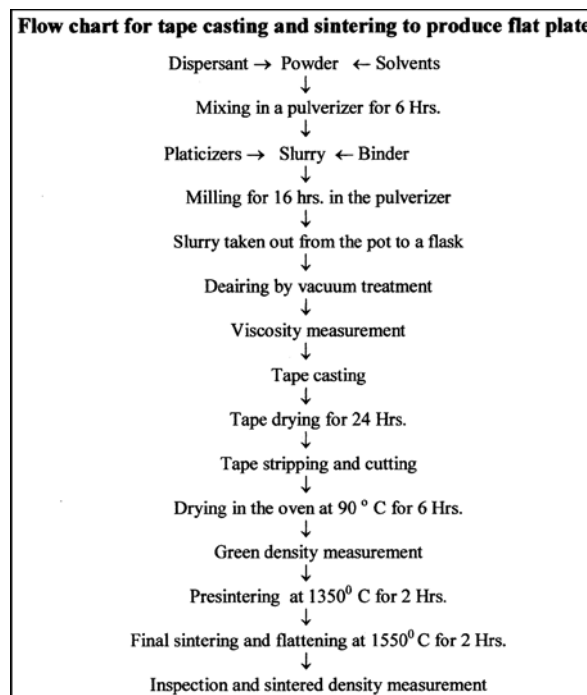 Flow chart for tape casting and sintering to produce flat plate
Dispersant → Powder ← Solvents
↓
Mixing in a pulverizer for 6 Hrs.
↓
Platicizers → Slurry ← Binder
↓
Milling for 16 hrs. in the pulverizer
↓
Slurry taken out from the pot to a flask
↓
Deairing by vacuum treatment
↓
Viscosity measurement
↓
Tape casting
↓
Tape drying for 24 Hrs.
↓
Tape stripping and cutting
↓
Drying in the oven at 90 ° C for 6 Hrs.
↓
Green density measurement
↓
Presintering at 1350⁰ C for 2 Hrs.
↓
Final sintering and flattening at 1550⁰ C for 2 Hrs.
↓
Inspection and sintered density measurement